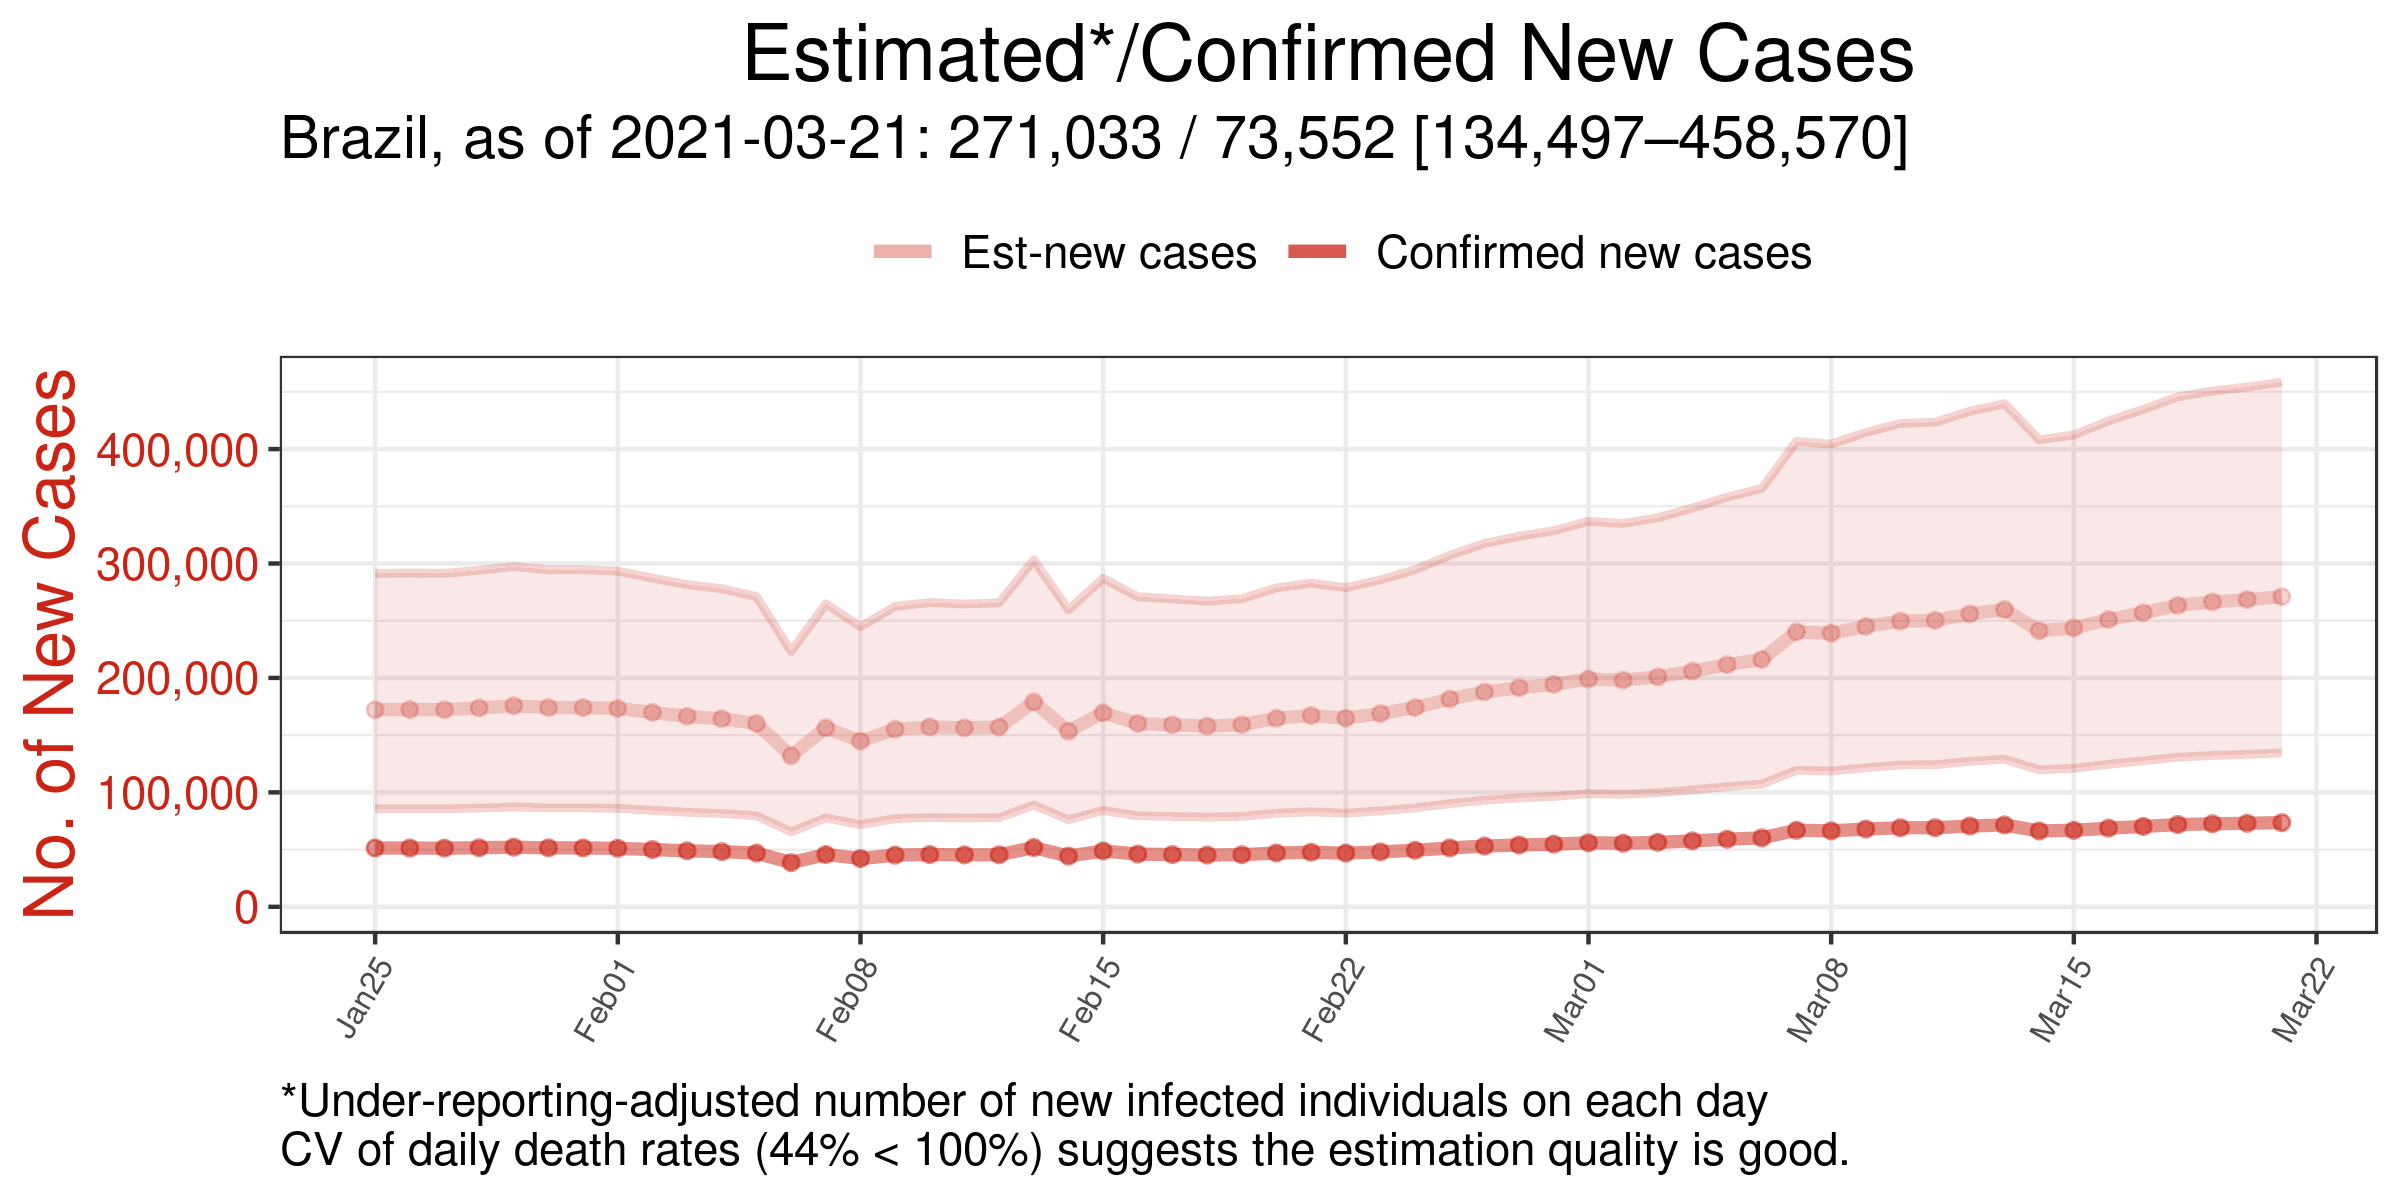 Estimated*/Confirmed New Cases
Brazil, as of 2021-03-21: 271,033 / 73,552 [134,497–458,570]
Est-new cases
Confirmed new cases
No. of New Cases
400,000
300,000
200,000
100,000
0
Jan25
Feb01
Feb08
Feb15
Feb22
Mar01
Mar08
Mar15
Mar22
*Under-reporting-adjusted number of new infected individuals on each day
CV of daily death rates (44% < 100%) suggests the estimation quality is good.